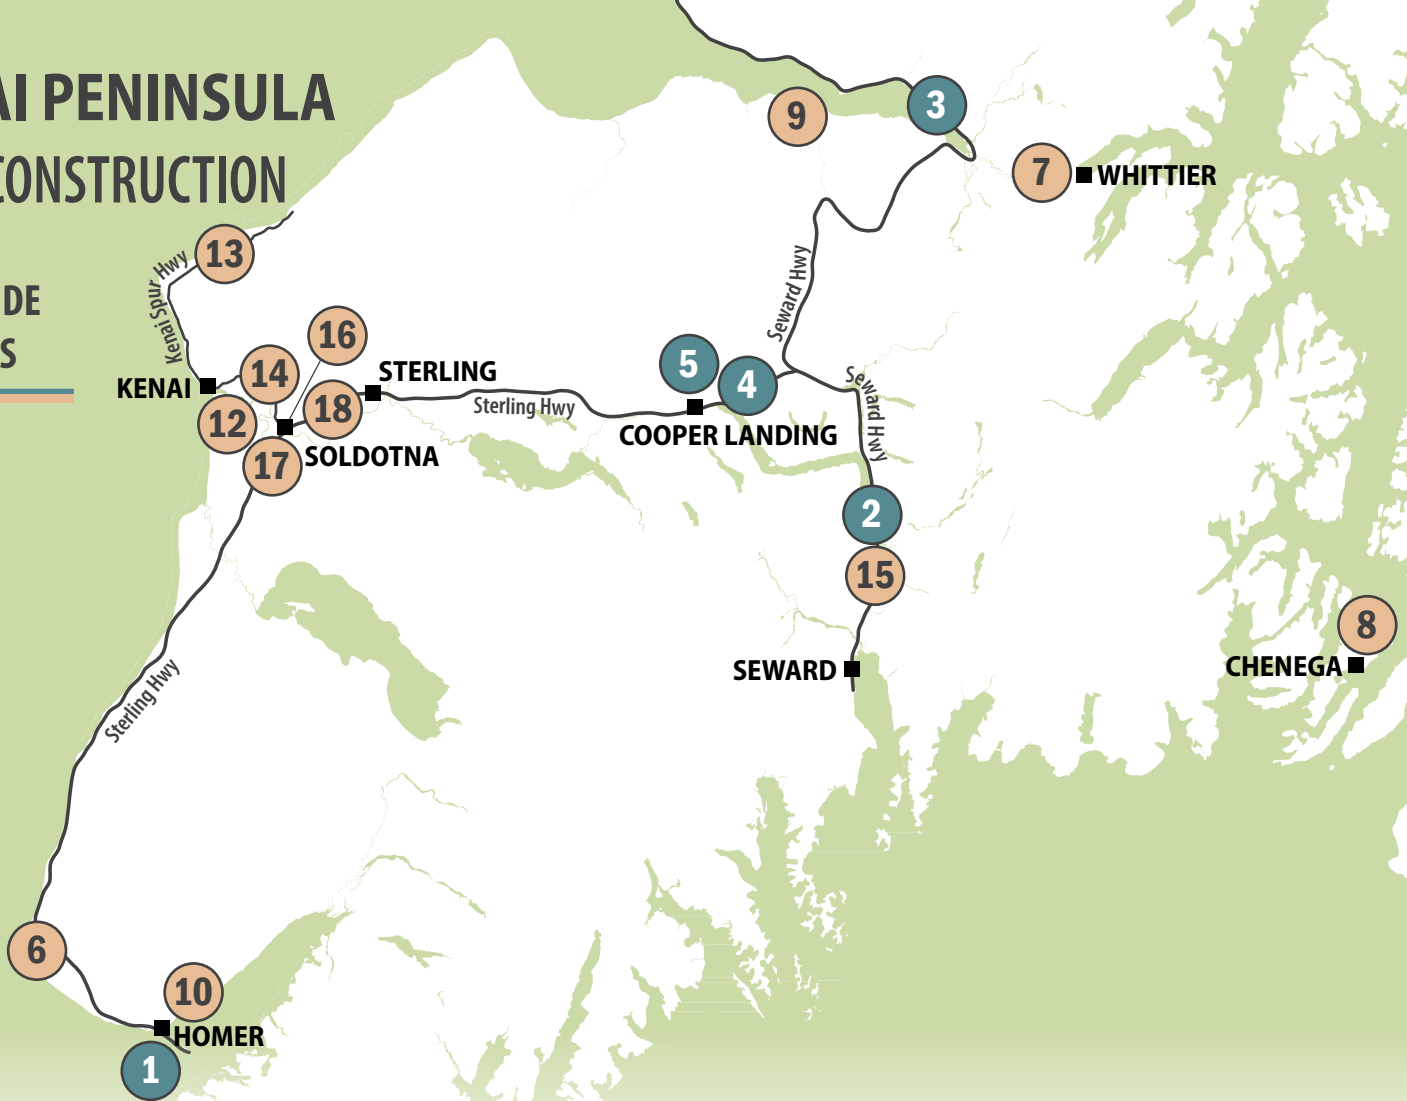 AI PENINSULA
CONSTRUCTION
DE
S
3
9
7
WHITTIER
13
Kenai Spur Hwy
Seward Hwy
16
5
4
14
STERLING
KENAI
18
Sterling Hwy
Seward Hwy
12
COOPER LANDING
17
SOLDOTNA
2
15
8
SEWARD
CHENEGA
Sterling Hwy
6
10
HOMER
1